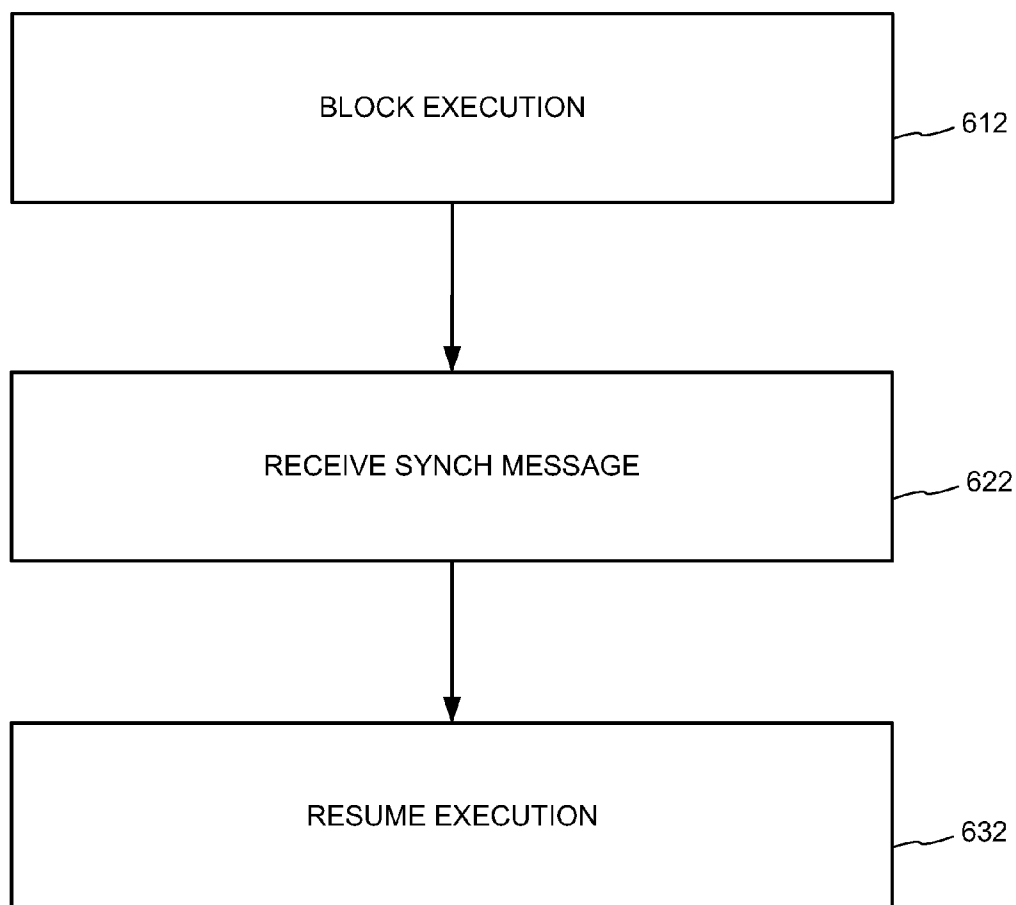 BLOCK EXECUTION
612
RECEIVE SYNCH MESSAGE
622
RESUME EXECUTION
632